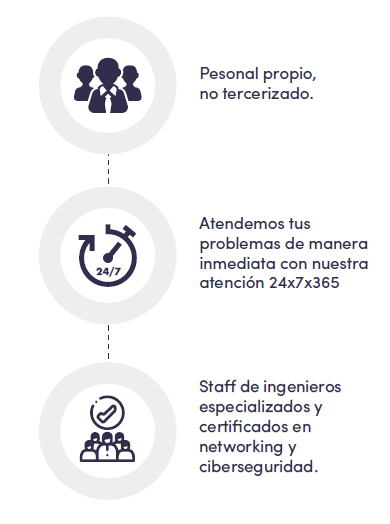 Pesonal propio,
no tercerizado.
24/7
Atendemos tus
problemas de manera
inmediata con nuestra
atención 24x7x365
Staff de ingenieros
especializados y
certificados en
networking y
ciberseguridad.